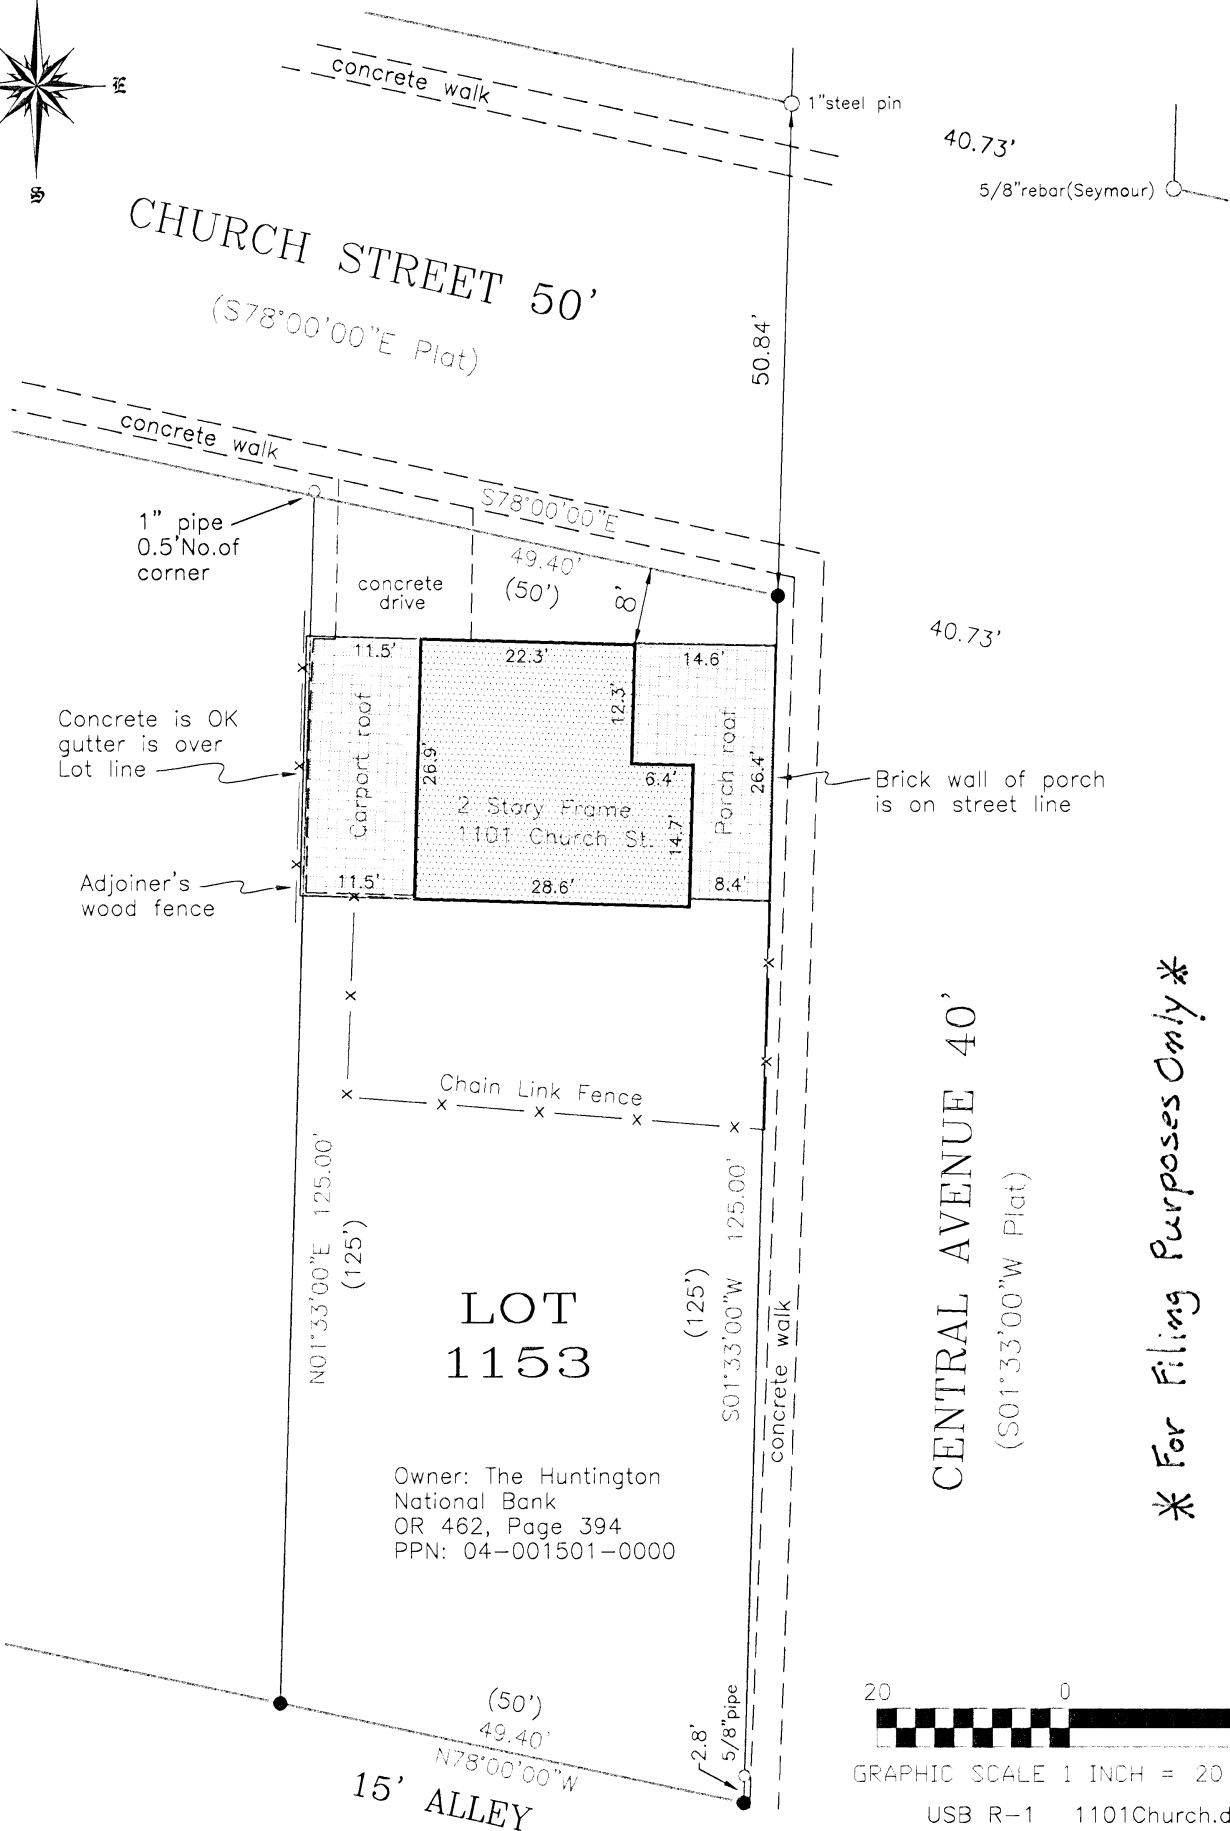 E
S
concrete walk
1"steel pin
40.73'
5/8"rebar(Seymour)
CHURCH STREET 50'
(S78°00'00"E Plat)
50.84'
concrete walk
S78°00'00"E
49.40'
(50')
1" pipe
0.5'No.of
corner
concrete
drive
8'
40.73'
11.5'
22.3'
14.6'
12.3'
Carport roof
26.9'
Porch roof
26.4'
6.4'
14.7'
2 Story Frame
1101 Church St.
Concrete is OK
gutter is over
Lot line
Brick wall of porch
is on street line
11.5'
28.6'
8.4'
Adjoiner's
wood fence
Chain Link Fence
N01°33'00"E 125.00'
(125')
S01°33'00"W 125.00'
(125')
concrete walk
CENTRAL AVENUE 40'
(S01°33'00"W Plat)
* For Filing Purposes Only *
LOT
1153
Owner: The Huntington
National Bank
OR 462, Page 394
PPN: 04-001501-0000
(50')
49.40'
N78°00'00"W
15' ALLEY
2.8'
5/8"pipe
20 0
GRAPHIC SCALE 1 INCH = 20
USB R-1 1101Church.d